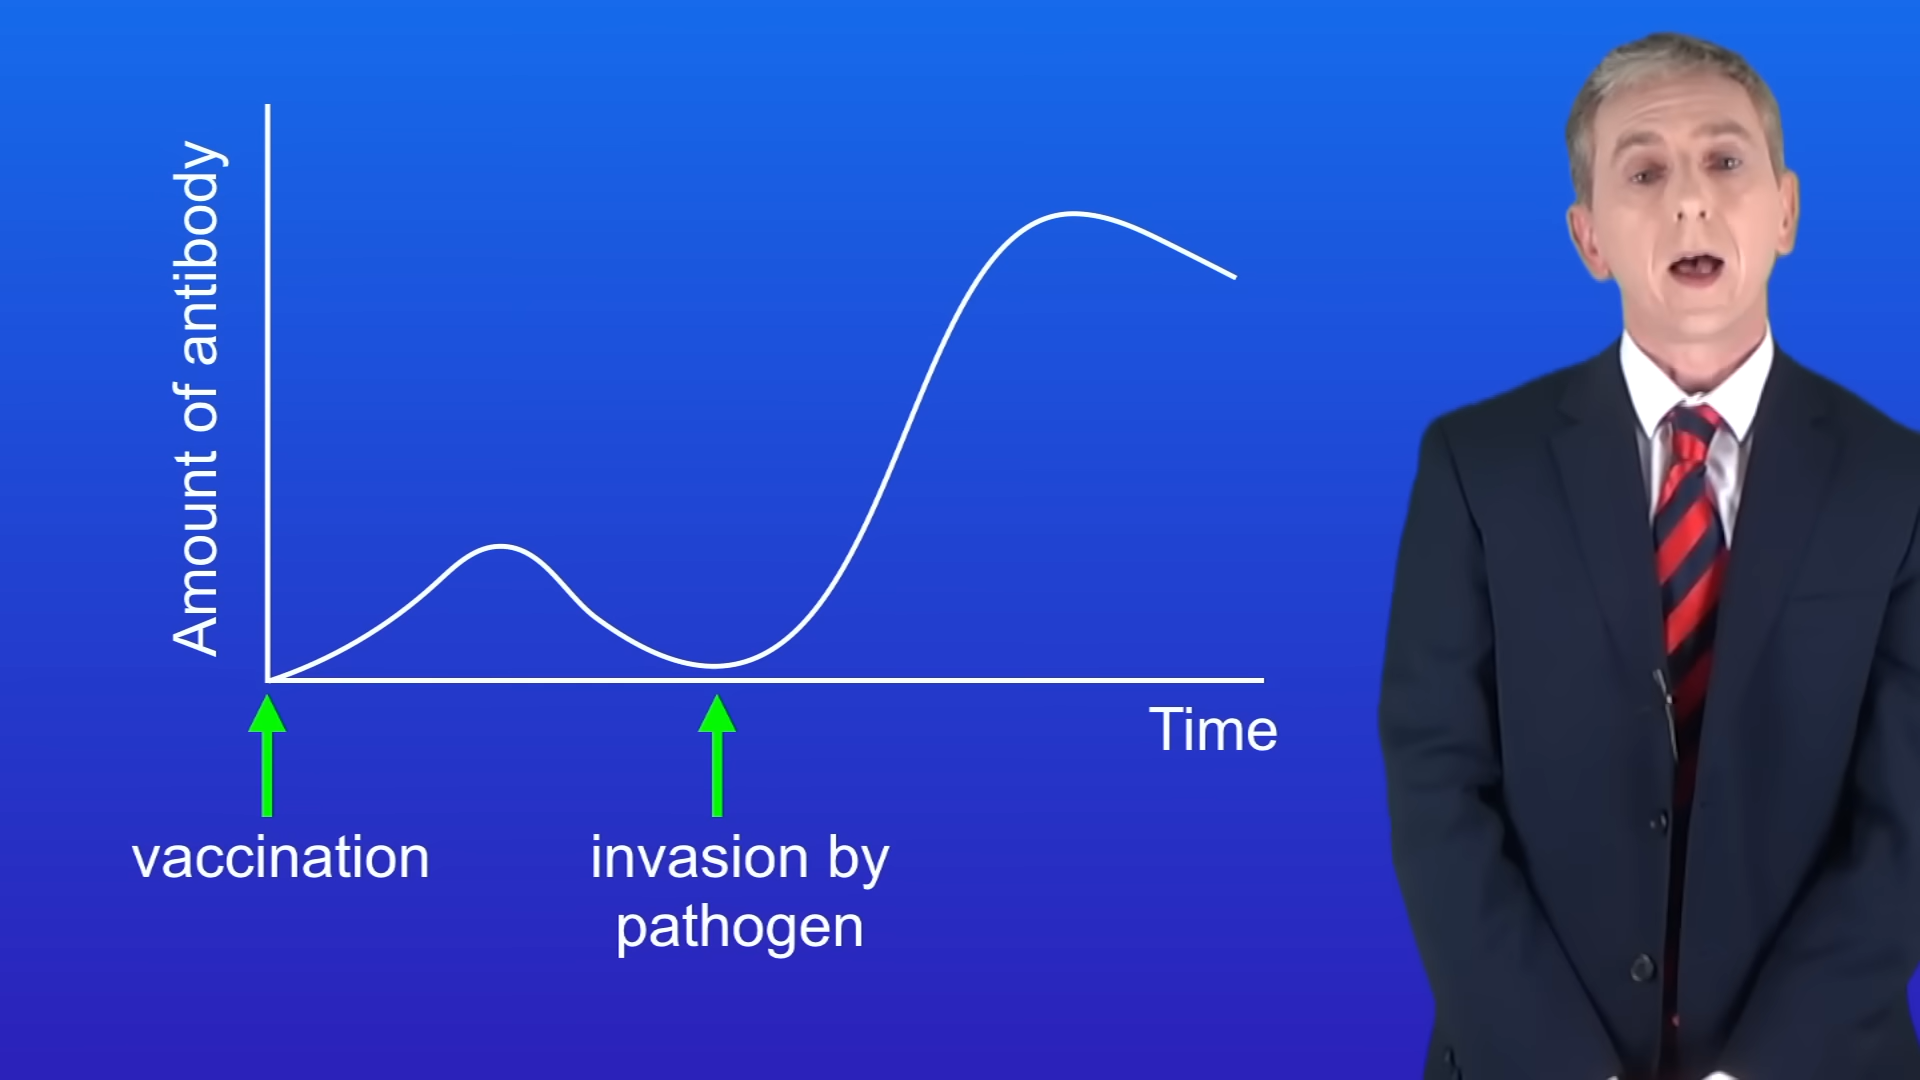 Amount of antibody
Time
vaccination
invasion by
pathogen